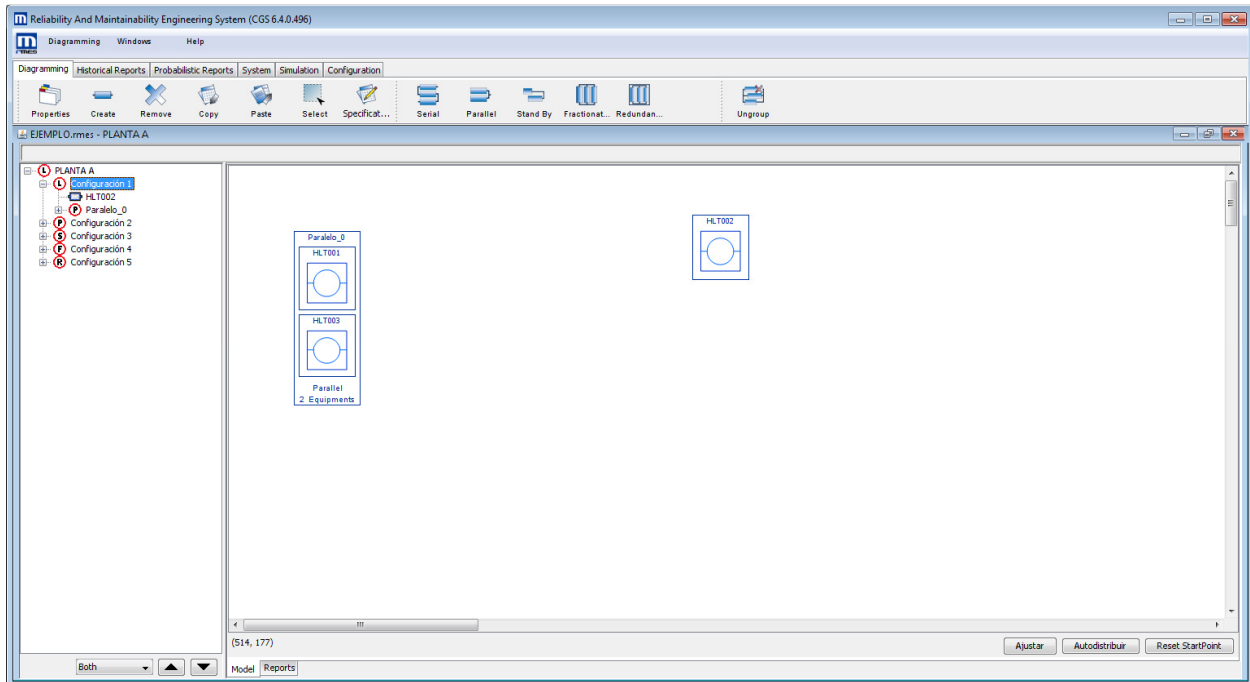 Reliability And Maintainability Engineering System (CGS 6.4.0.496)
Diagramming Windows Help
Diagramming Historical Reports Probabilistic Reports System Simulation Configuration
Properties Create Remove Copy Paste Select Specificat... Serial Parallel Stand By Fractionat... Redundan... Ungroup
EJEMPLO.rmes - PLANTA A
L PLANTA A
L Configuración 1
HLT002
P Paralelo_0
P Configuración 2
S Configuración 3
F Configuración 4
R Configuración 5
Paralelo_0
HLT001
HLT003
Parallel
2 Equipments
HLT002
(514, 177)
Ajustar Autodistribuir Reset StartPoint
Both
Model Reports